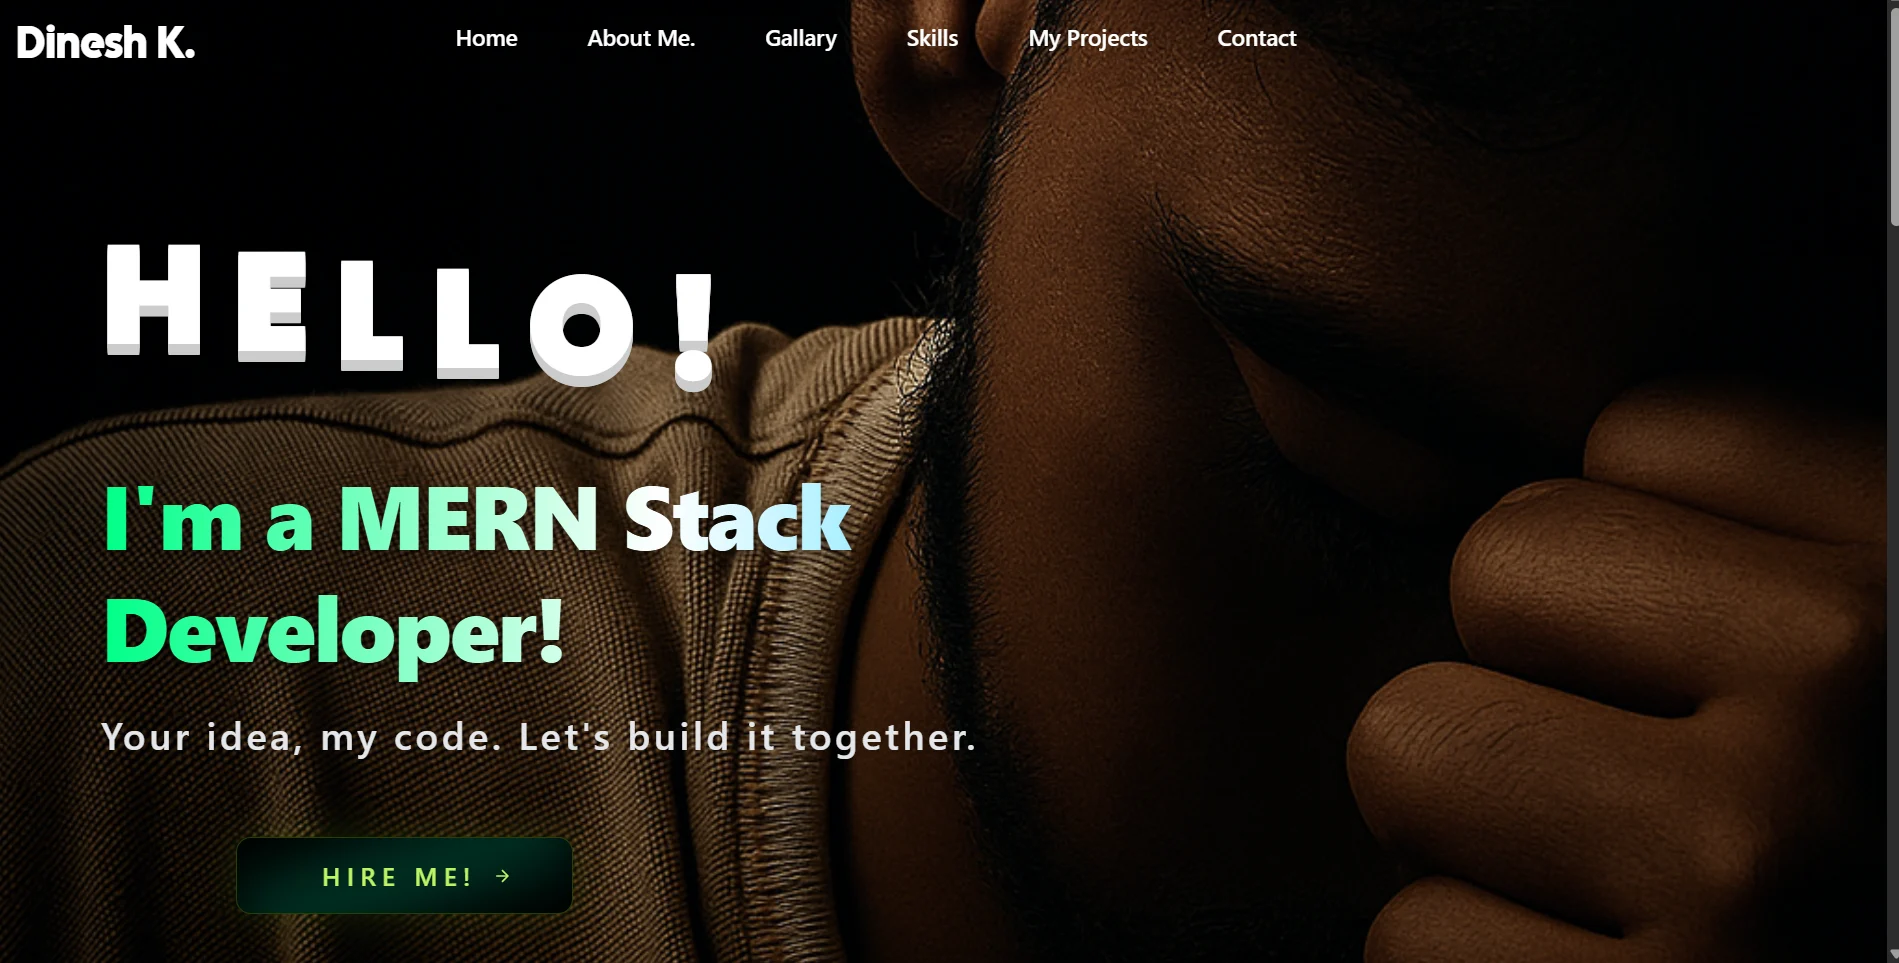 Dinesh K.
Home About Me. Gallary Skills My Projects Contact
HELLO!
I'm a MERN Stack
Developer!
Your idea, my code. Let's build it together.
HIRE ME! →